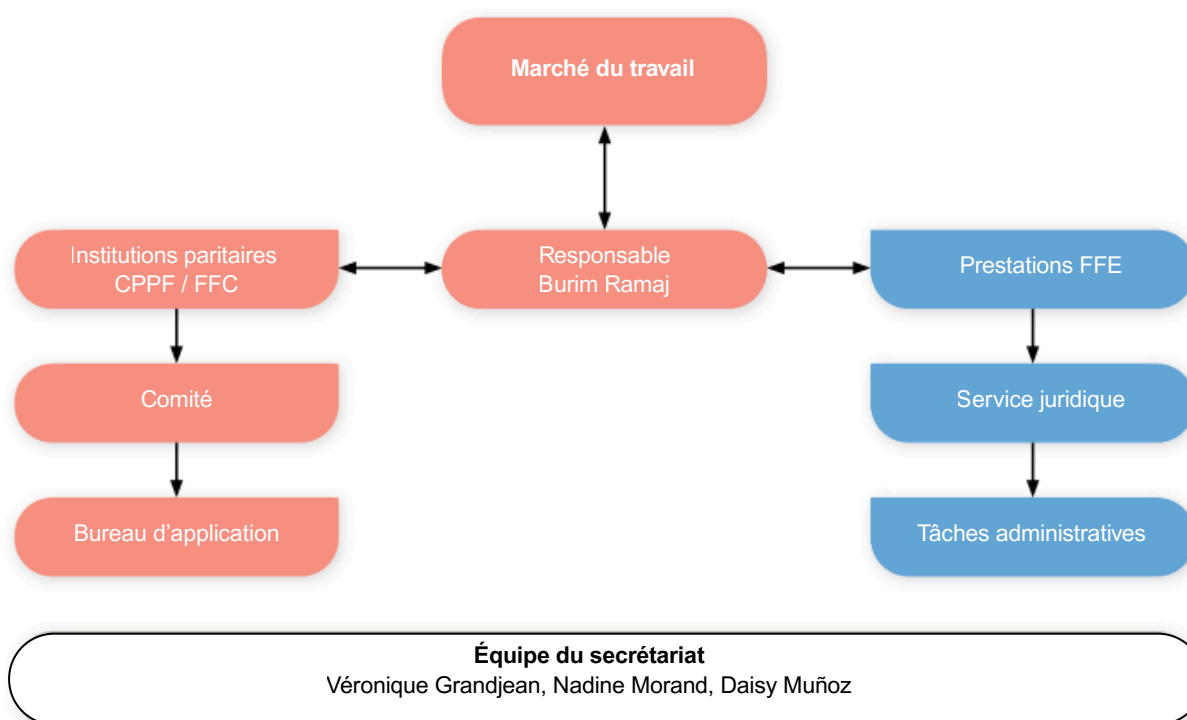 Marché du travail
Institutions paritaires
CPPF / FFC
Responsable
Burim Ramaj
Prestations FFE
Comité
Service juridique
Bureau d’application
Tâches administratives
Équipe du secrétariat
Véronique Grandjean, Nadine Morand, Daisy Muñoz